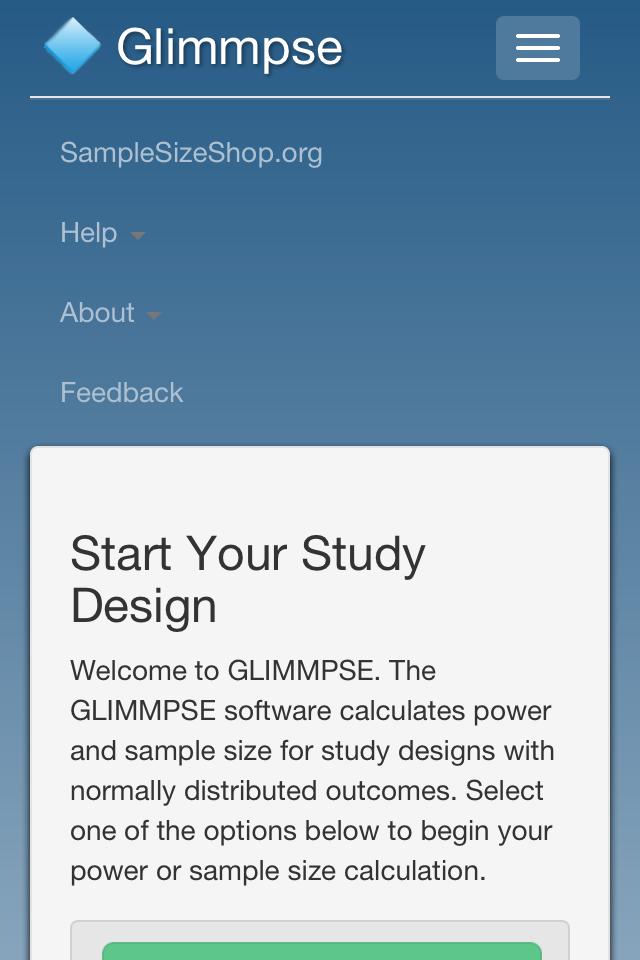 Glimmpse
SampleSizeShop.org
Help
About
Feedback
Start Your Study
Design
Welcome to GLIMMPSE. The
GLIMMPSE software calculates power
and sample size for study designs with
normally distributed outcomes. Select
one of the options below to begin your
power or sample size calculation.